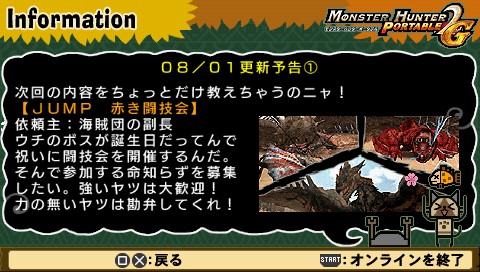 Information
MONSTER HUNTER
PORTABLE 2nd G
08/01更新予告①
次回の内容をちょっとだけ教えちゃうのニャ！
【ＪＵＭＰ　赤き闘技会】
依頼主：海賊団の副長
ウチのボスが誕生日だってんで
祝いに闘技会を開催するんだ。
そんで参加する命知らずを募集
したい。強いヤツは大歓迎！
力の無いヤツは勘弁してくれ！
○×:戻る
START:オンラインを終了